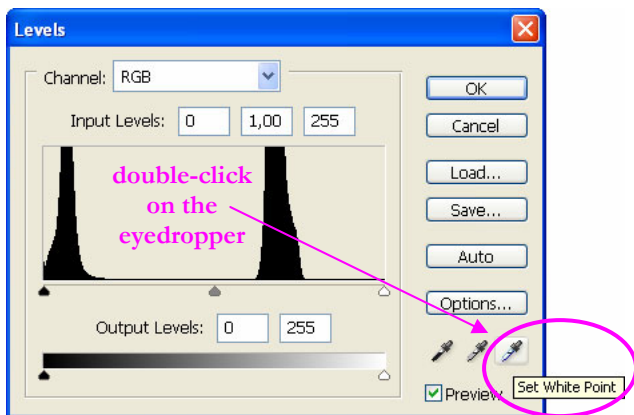 Levels
Channel: RGB
OK
Input Levels: 0 1,00 255
Cancel
double-click
on the
eyedropper
Load...
Save...
Auto
Options...
Output Levels: 0 255
Preview
Set White Point